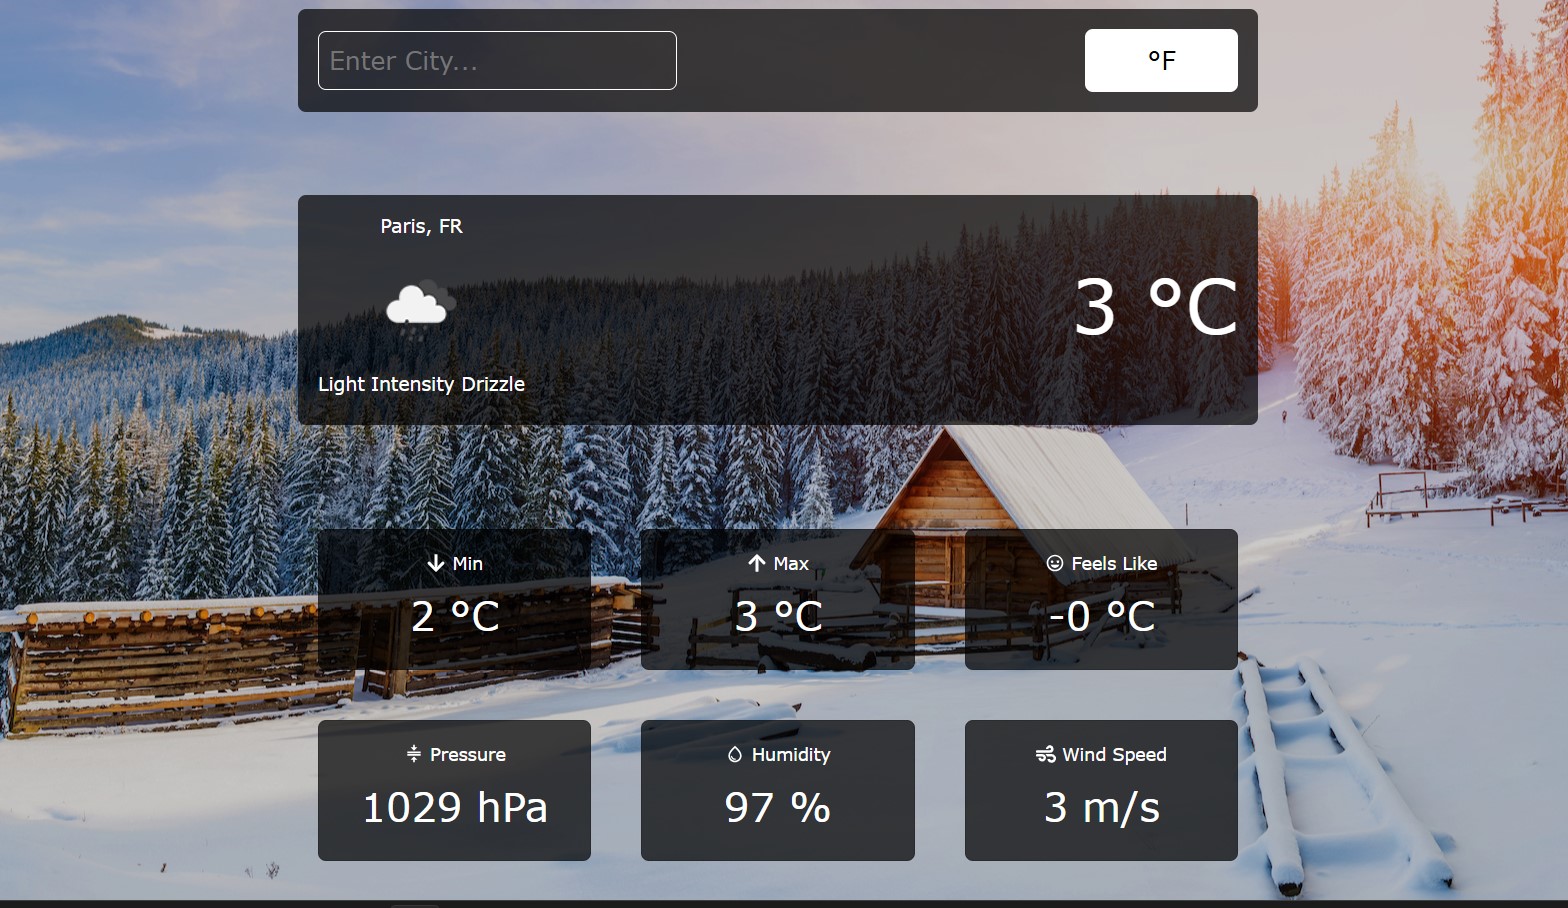 Enter City...
°F
Paris, FR
3 °C
Light Intensity Drizzle
Min
2 °C
Max
3 °C
Feels Like
-0 °C
Pressure
1029 hPa
Humidity
97 %
Wind Speed
3 m/s